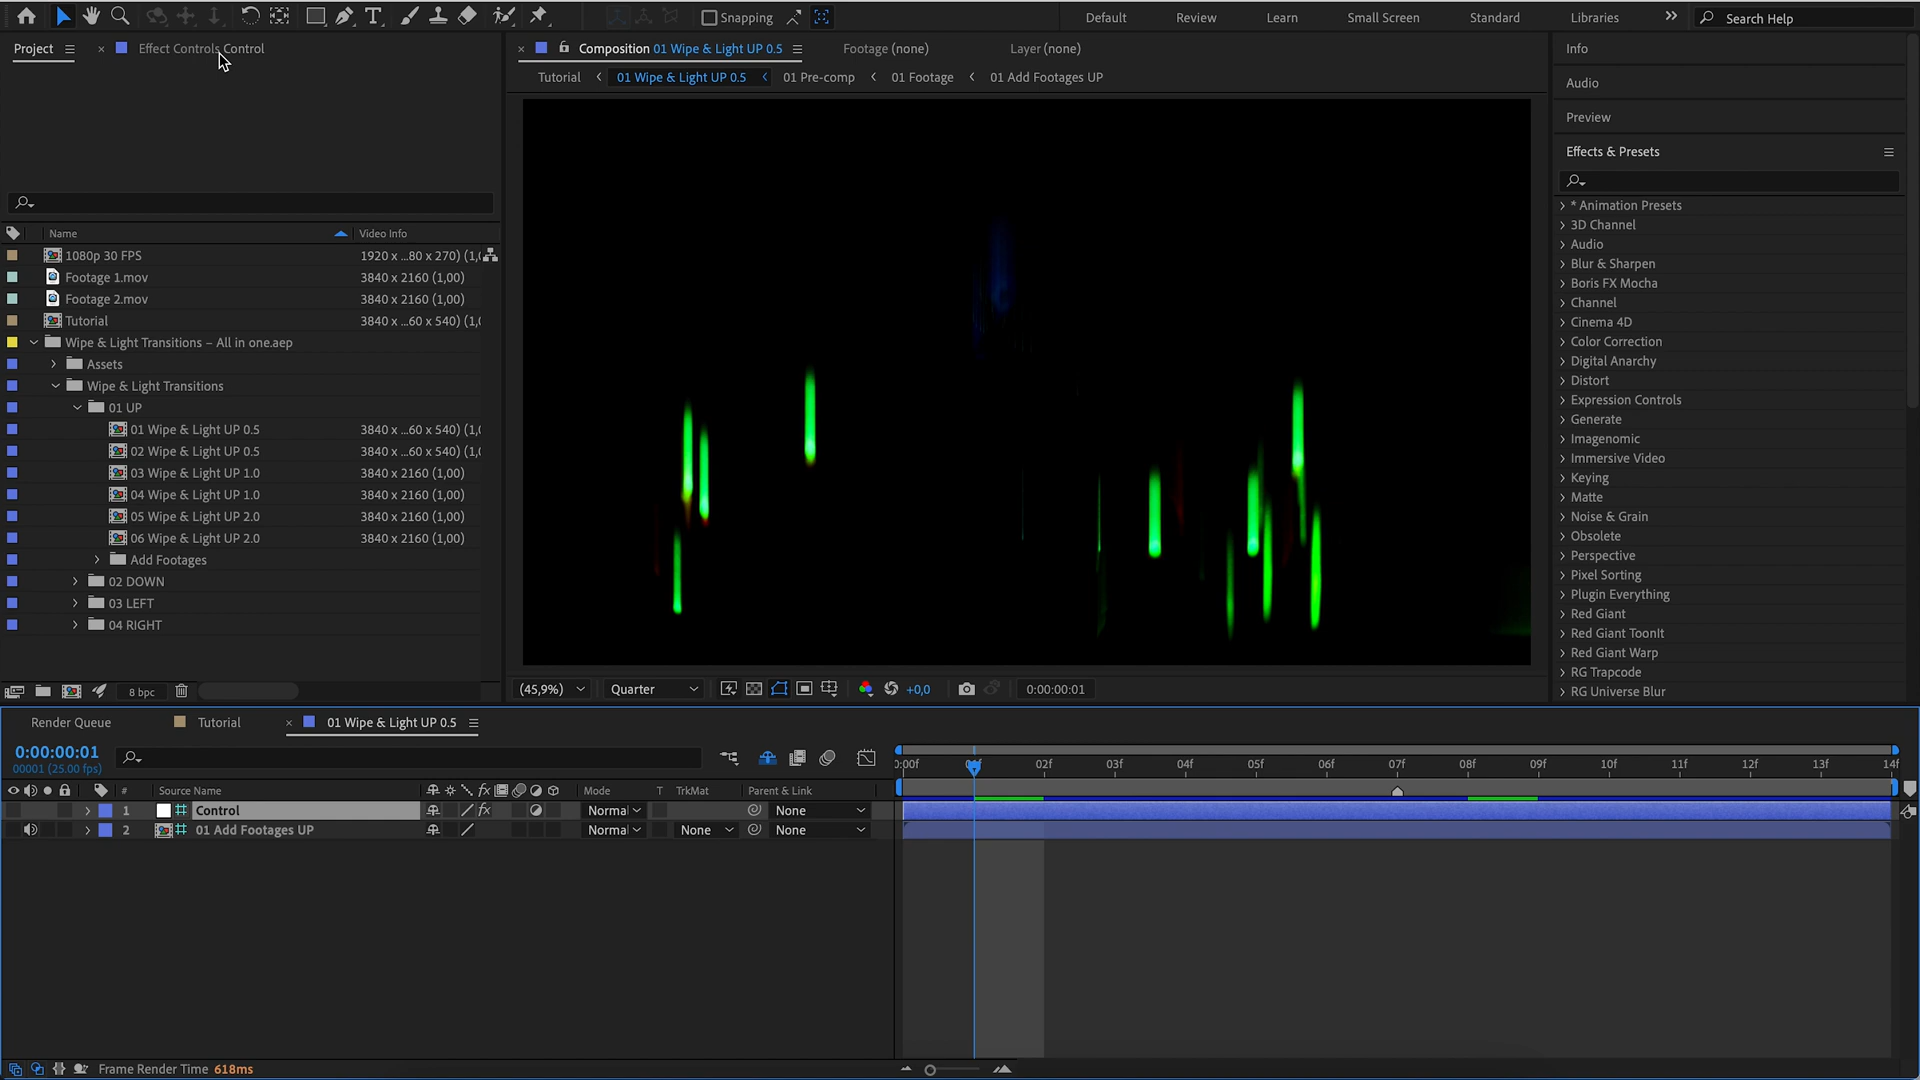 Snapping
Default
Review
Learn
Small Screen
Standard
Libraries
Search Help
Project
Effect Controls Control
Composition 01 Wipe & Light UP 0.5
Footage (none)
Layer (none)
Tutorial
01 Wipe & Light UP 0.5
01 Pre-comp
01 Footage
01 Add Footages UP
Info
Audio
Preview
Effects & Presets
Name
Video Info
1080p 30 FPS
1920 x ...80 x 270) (1,(
Footage 1.mov
3840 x 2160 (1,00)
Footage 2.mov
3840 x 2160 (1,00)
Tutorial
3840 x ...60 x 540) (1,(
Wipe & Light Transitions – All in one.aep
Assets
Wipe & Light Transitions
01 UP
01 Wipe & Light UP 0.5
3840 x ...60 x 540) (1,(
02 Wipe & Light UP 0.5
3840 x ...60 x 540) (1,(
03 Wipe & Light UP 1.0
3840 x 2160 (1,00)
04 Wipe & Light UP 1.0
3840 x 2160 (1,00)
05 Wipe & Light UP 2.0
3840 x 2160 (1,00)
06 Wipe & Light UP 2.0
3840 x 2160 (1,00)
Add Footages
02 DOWN
03 LEFT
04 RIGHT
8 bpc
* Animation Presets
3D Channel
Audio
Blur & Sharpen
Boris FX Mocha
Channel
Cinema 4D
Color Correction
Digital Anarchy
Distort
Expression Controls
Generate
Imagenomic
Immersive Video
Keying
Matte
Noise & Grain
Obsolete
Perspective
Pixel Sorting
Plugin Everything
Red Giant
Red Giant ToonIt
Red Giant Warp
RG Trapcode
RG Universe Blur
(45,9%)
Quarter
+0,0
0:00:00:01
Render Queue
Tutorial
01 Wipe & Light UP 0.5
0:00:00:01
00001 (25.00 fps)
# Source Name
Mode
T TrkMat
Parent & Link
1 Control
fx
Normal
None
2 01 Add Footages UP
Normal
None
None
02f 03f 04f 05f 06f 07f 08f 09f 10f 11f 12f 13f 14f
Frame Render Time 618ms